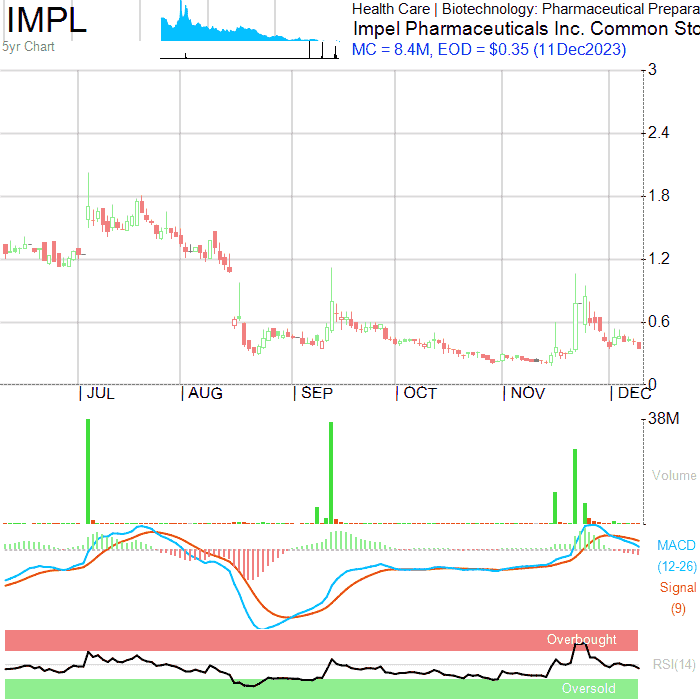 IMPL
5yr Chart
Health Care | Biotechnology: Pharmaceutical Prepara
Impel Pharmaceuticals Inc. Common Sto
MC = 8.4M, EOD = $0.35 (11Dec2023)
3
2.4
1.8
1.2
0.6
0
JUL
AUG
SEP
OCT
NOV
DEC
38M
Volume
MACD
(12-26)
Signal
(9)
Overbought
RSI(14)
Oversold